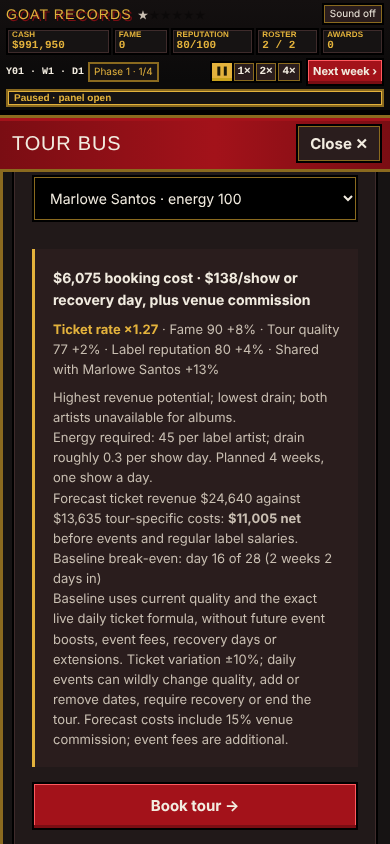 GOAT RECORDS ★
Sound off
CASH
$991,950
FAME
0
REPUTATION
80/100
ROSTER
2 / 2
AWARDS
0
Y01 · W1 · D1
Phase 1 · 1/4
1×
2×
4×
Next week ›
Paused · panel open
TOUR BUS
Close ✕
Marlowe Santos · energy 100
$6,075 booking cost · $138/show or
recovery day, plus venue commission
Ticket rate ×1.27 · Fame 90 +8% · Tour quality
77 +2% · Label reputation 80 +4% · Shared
with Marlowe Santos +13%
Highest revenue potential; lowest drain; both
artists unavailable for albums.
Energy required: 45 per label artist; drain
roughly 0.3 per show day. Planned 4 weeks,
one show a day.
Forecast ticket revenue $24,640 against
$13,635 tour-specific costs: $11,005 net
before events and regular label salaries.
Baseline break-even: day 16 of 28 (2 weeks 2
days in)
Baseline uses current quality and the exact
live daily ticket formula, without future event
boosts, event fees, recovery days or
extensions. Ticket variation ±10%; daily
events can wildly change quality, add or
remove dates, require recovery or end the
tour. Forecast costs include 15% venue
commission; event fees are additional.
Book tour →